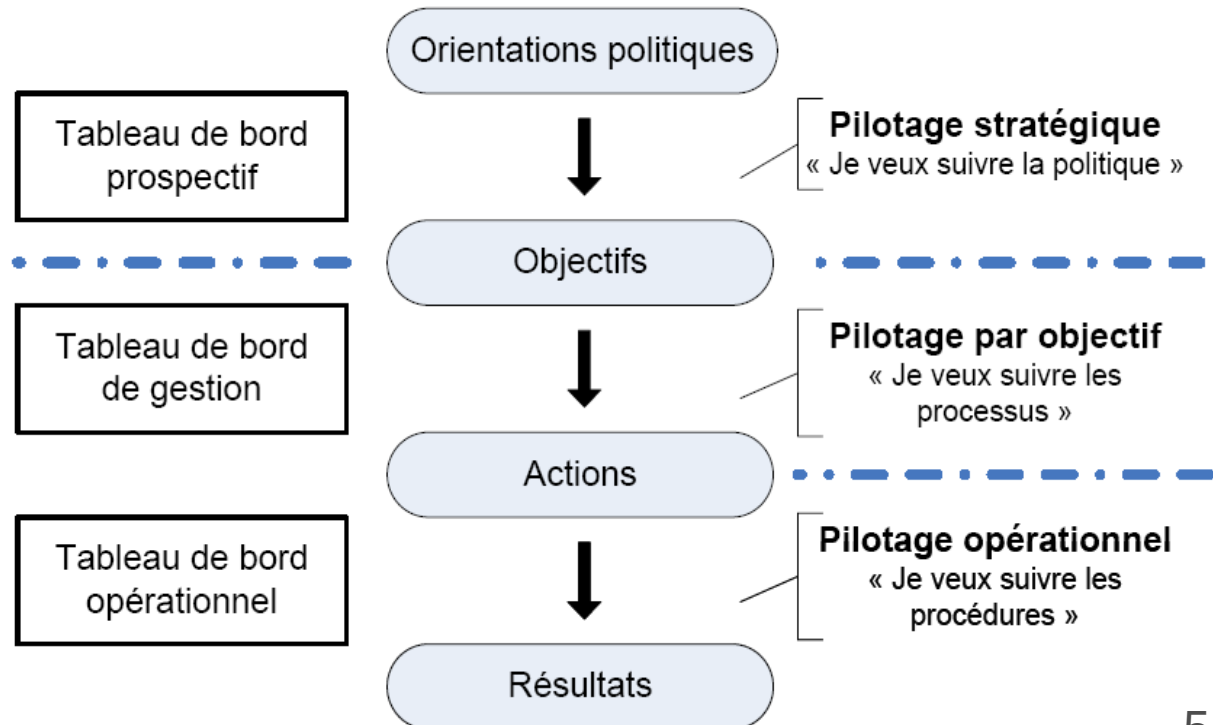 Orientations politiques
Tableau de bord
prospectif
Pilotage stratégique
« Je veux suivre la politique »
Objectifs
Tableau de bord
de gestion
Pilotage par objectif
« Je veux suivre les
processus »
Actions
Tableau de bord
opérationnel
Pilotage opérationnel
« Je veux suivre les
procédures »
Résultats
5